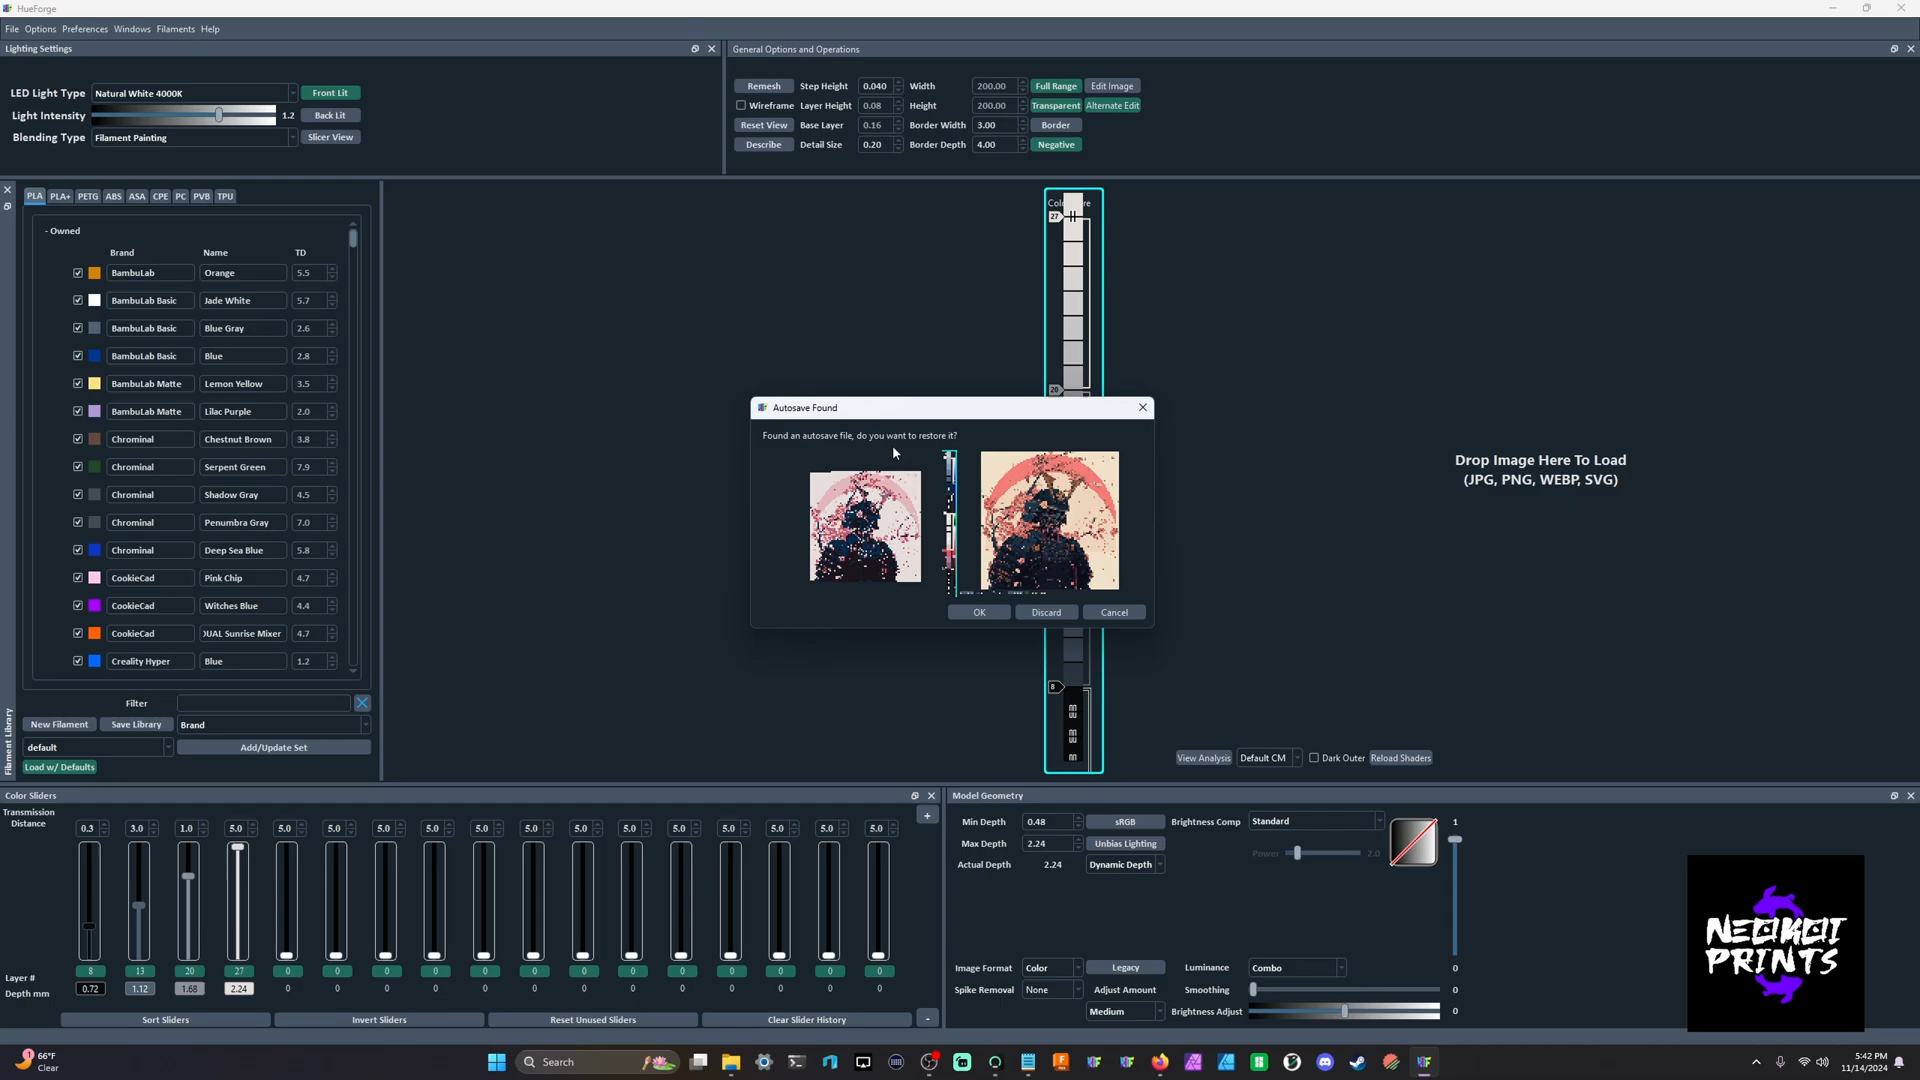 HueForge
File Options Preferences Windows Filaments Help
Lighting Settings
LED Light Type Natural White 4000K Front Lit
Light Intensity 1.2 Back Lit
Blending Type Filament Painting Slicer View
General Options and Operations
Remesh Step Height 0.040 Width 200.00 Full Range Edit Image
Wireframe Layer Height 0.08 Height 200.00 Transparent Alternate Edit
Reset View Base Layer 0.16 Border Width 3.00 Border
Describe Detail Size 0.20 Border Depth 4.00 Negative
PLA PLA+ PETG ABS ASA CPE PC PVB TPU
- Owned
Brand Name TD
BambuLab Orange 5.5
BambuLab Basic Jade White 5.7
BambuLab Basic Blue Gray 2.6
BambuLab Basic Blue 2.8
BambuLab Matte Lemon Yellow 3.5
BambuLab Matte Lilac Purple 2.0
Chrominal Chestnut Brown 3.8
Chrominal Serpent Green 7.9
Chrominal Shadow Gray 4.5
Chrominal Penumbra Gray 7.0
Chrominal Deep Sea Blue 5.8
CookieCad Pink Chip 4.7
CookieCad Witches Blue 4.4
CookieCad DUAL Sunrise Mixer 4.7
Creality Hyper Blue 1.2
Filter
New Filament Save Library Brand
default Add/Update Set
Load w/ Defaults
Filament Library
27
20
8
Autosave Found
Found an autosave file, do you want to restore it?
OK Discard Cancel
Drop Image Here To Load
(JPG, PNG, WEBP, SVG)
View Analysis Default CM Dark Outer Reload Shaders
Color Sliders
Transmission
Distance
0.3 3.0 1.0 5.0 5.0 5.0 5.0 5.0 5.0 5.0 5.0 5.0 5.0 5.0 5.0 5.0 5.0
+
Layer # 8 13 20 27 0 0 0 0 0 0 0 0 0 0 0 0 0
Depth mm 0.72 1.12 1.68 2.24 0 0 0 0 0 0 0 0 0 0 0 0 0
Sort Sliders Invert Sliders Reset Unused Sliders Clear Slider History -
Model Geometry
Min Depth 0.48 sRGB Brightness Comp Standard 1
Max Depth 2.24 Unbias Lighting Power 2.0
Actual Depth 2.24 Dynamic Depth
Image Format Color Legacy Luminance Combo 0
Spike Removal None Adjust Amount Smoothing 0
Medium Brightness Adjust 0
NEOKOI
PRINTS
1
66°F
Clear
Search
5:42 PM
11/14/2024